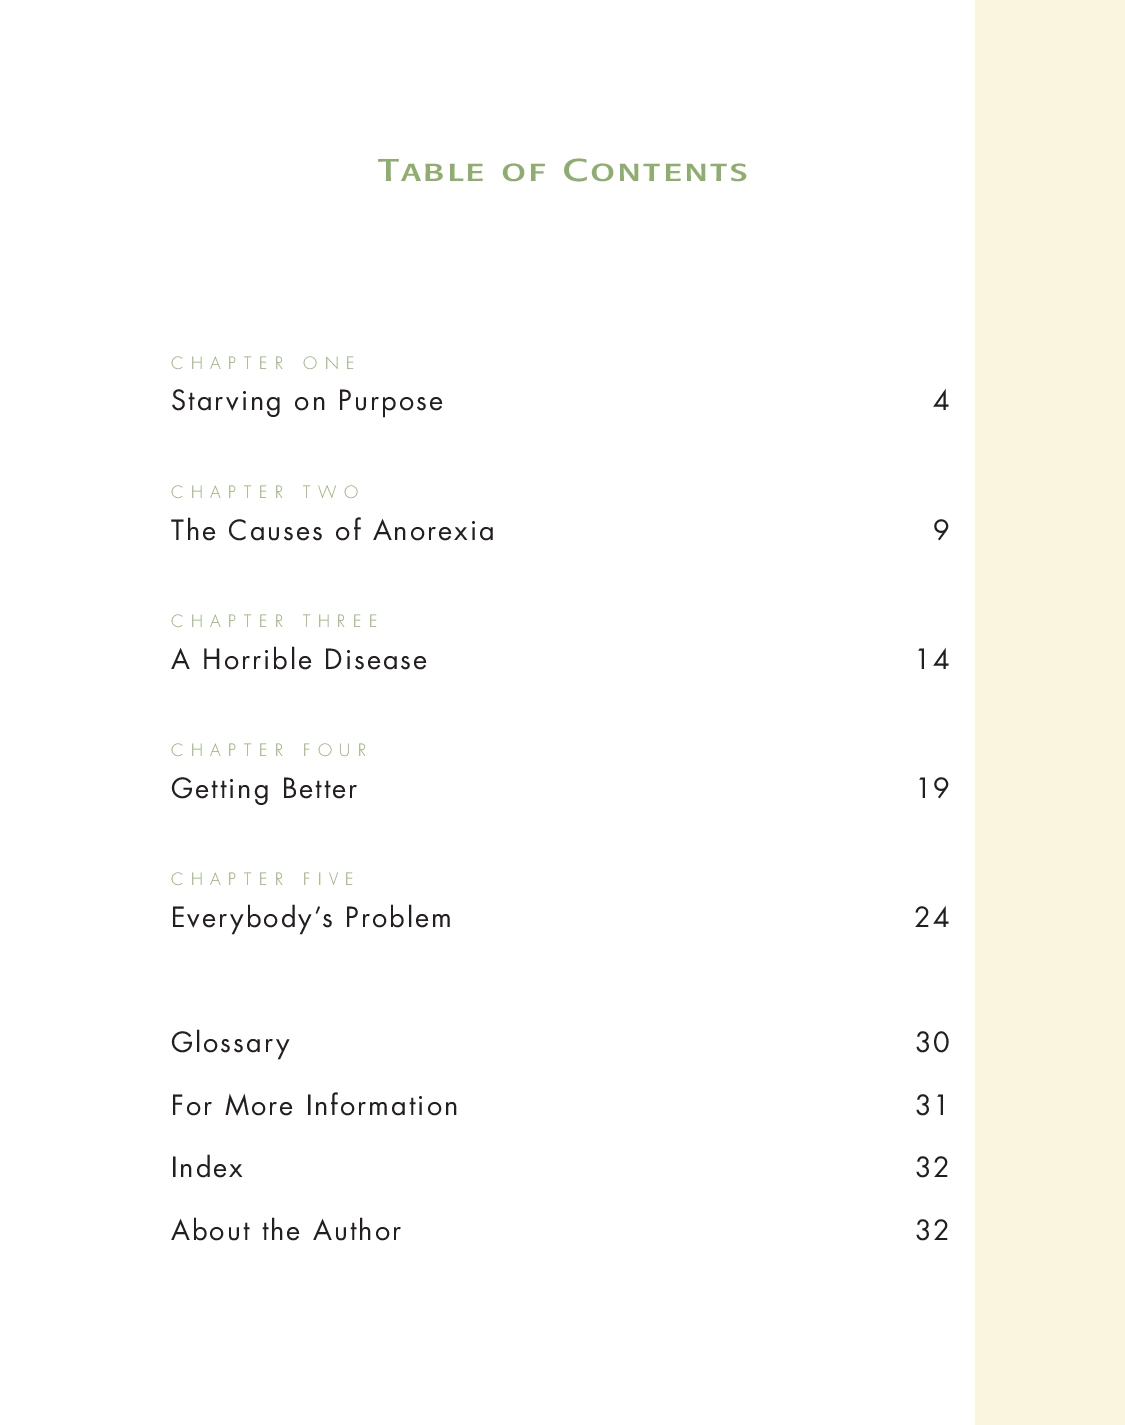 Table of Contents
CHAPTER ONE
Starving on Purpose 4
CHAPTER TWO
The Causes of Anorexia 9
CHAPTER THREE
A Horrible Disease 14
CHAPTER FOUR
Getting Better 19
CHAPTER FIVE
Everybody’s Problem 24
Glossary 30
For More Information 31
Index 32
About the Author 32